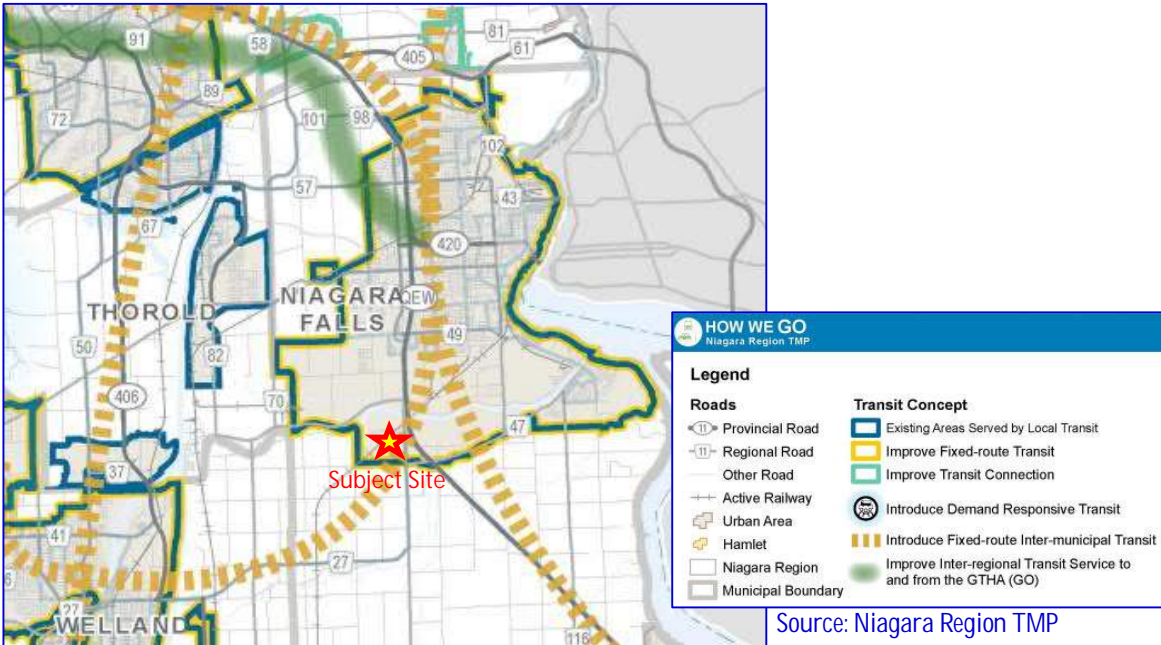 91
58
81
405
61
89
72
101
98
102
57
43
67
420
NIAGARA
FALLS
QEW
THOROLD
49
50
82
406
70
47
37
Subject Site
41
27
27
WELLAND
116
HOW WE GO
Niagara Region TMP
Legend
Roads
11 Provincial Road
11 Regional Road
Other Road
Active Railway
Urban Area
Hamlet
Niagara Region
Municipal Boundary
Transit Concept
Existing Areas Served by Local Transit
Improve Fixed-route Transit
Improve Transit Connection
Introduce Demand Responsive Transit
Introduce Fixed-route Inter-municipal Transit
Improve Inter-regional Transit Service to
and from the GTHA (GO)
Source: Niagara Region TMP